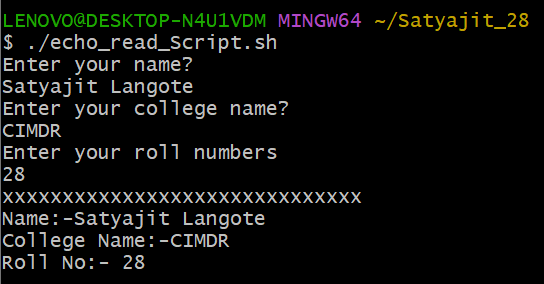 LENOVO@DESKTOP-N4U1VDM MINGW64 ~/Satyajit_28
$ ./echo_read_Script.sh
Enter your name?
Satyajit Langote
Enter your college name?
CIMDR
Enter your roll numbers
28
xxxxxxxxxxxxxxxxxxxxxxxxxxxxxx
Name:-Satyajit Langote
College Name:-CIMDR
Roll No:- 28